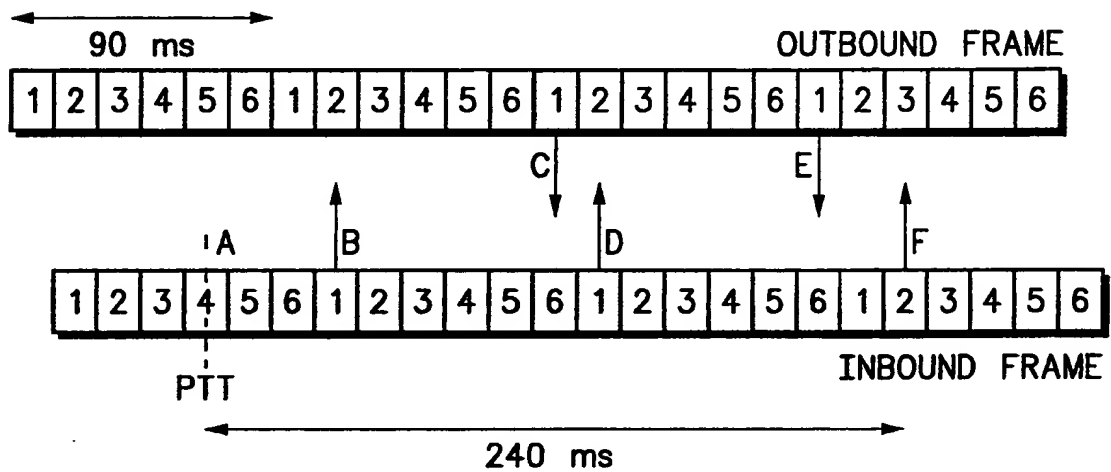 90 ms
OUTBOUND FRAME
1 2 3 4 5 6 1 2 3 4 5 6 1 2 3 4 5 6 1 2 3 4 5 6
C E
A B D F
1 2 3 4 5 6 1 2 3 4 5 6 1 2 3 4 5 6 1 2 3 4 5 6
INBOUND FRAME
PTT
240 ms